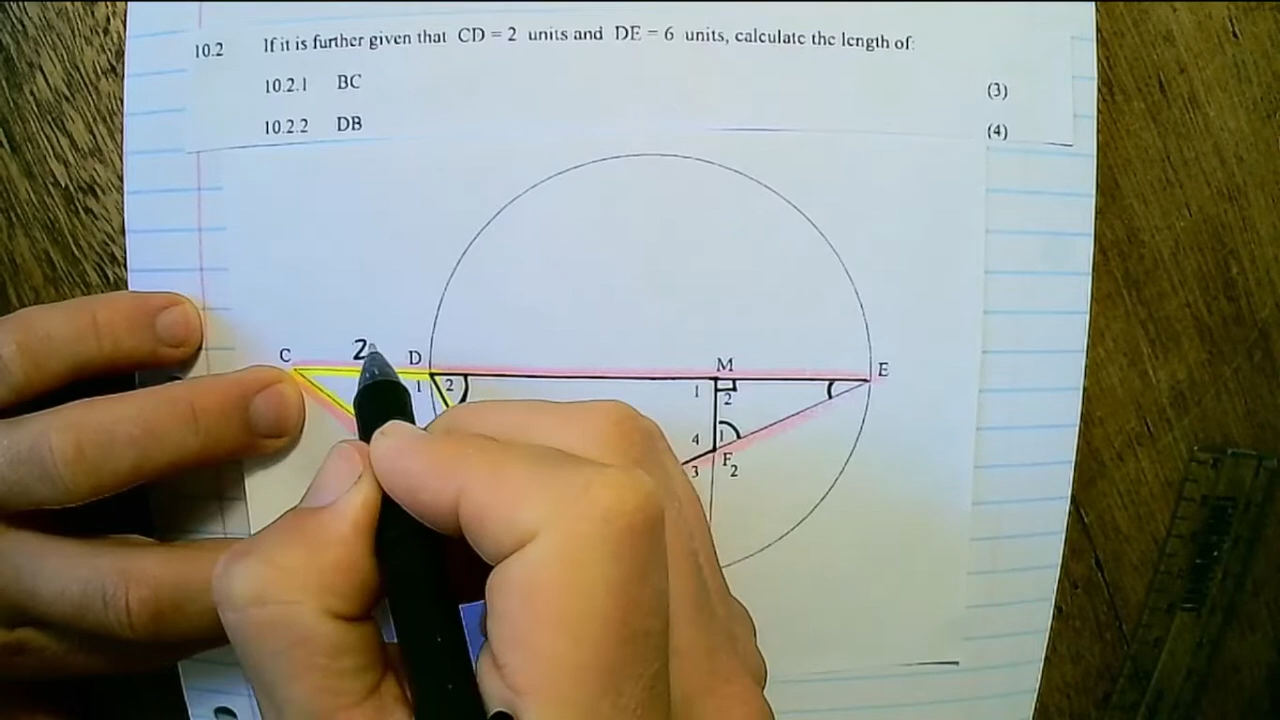 10.2 If it is further given that CD = 2 units and DE = 6 units, calculate the length of:
10.2.1 BC (3)
10.2.2 DB (4)
C 2 D M E
1 2 1 2
4 1
3 F 2